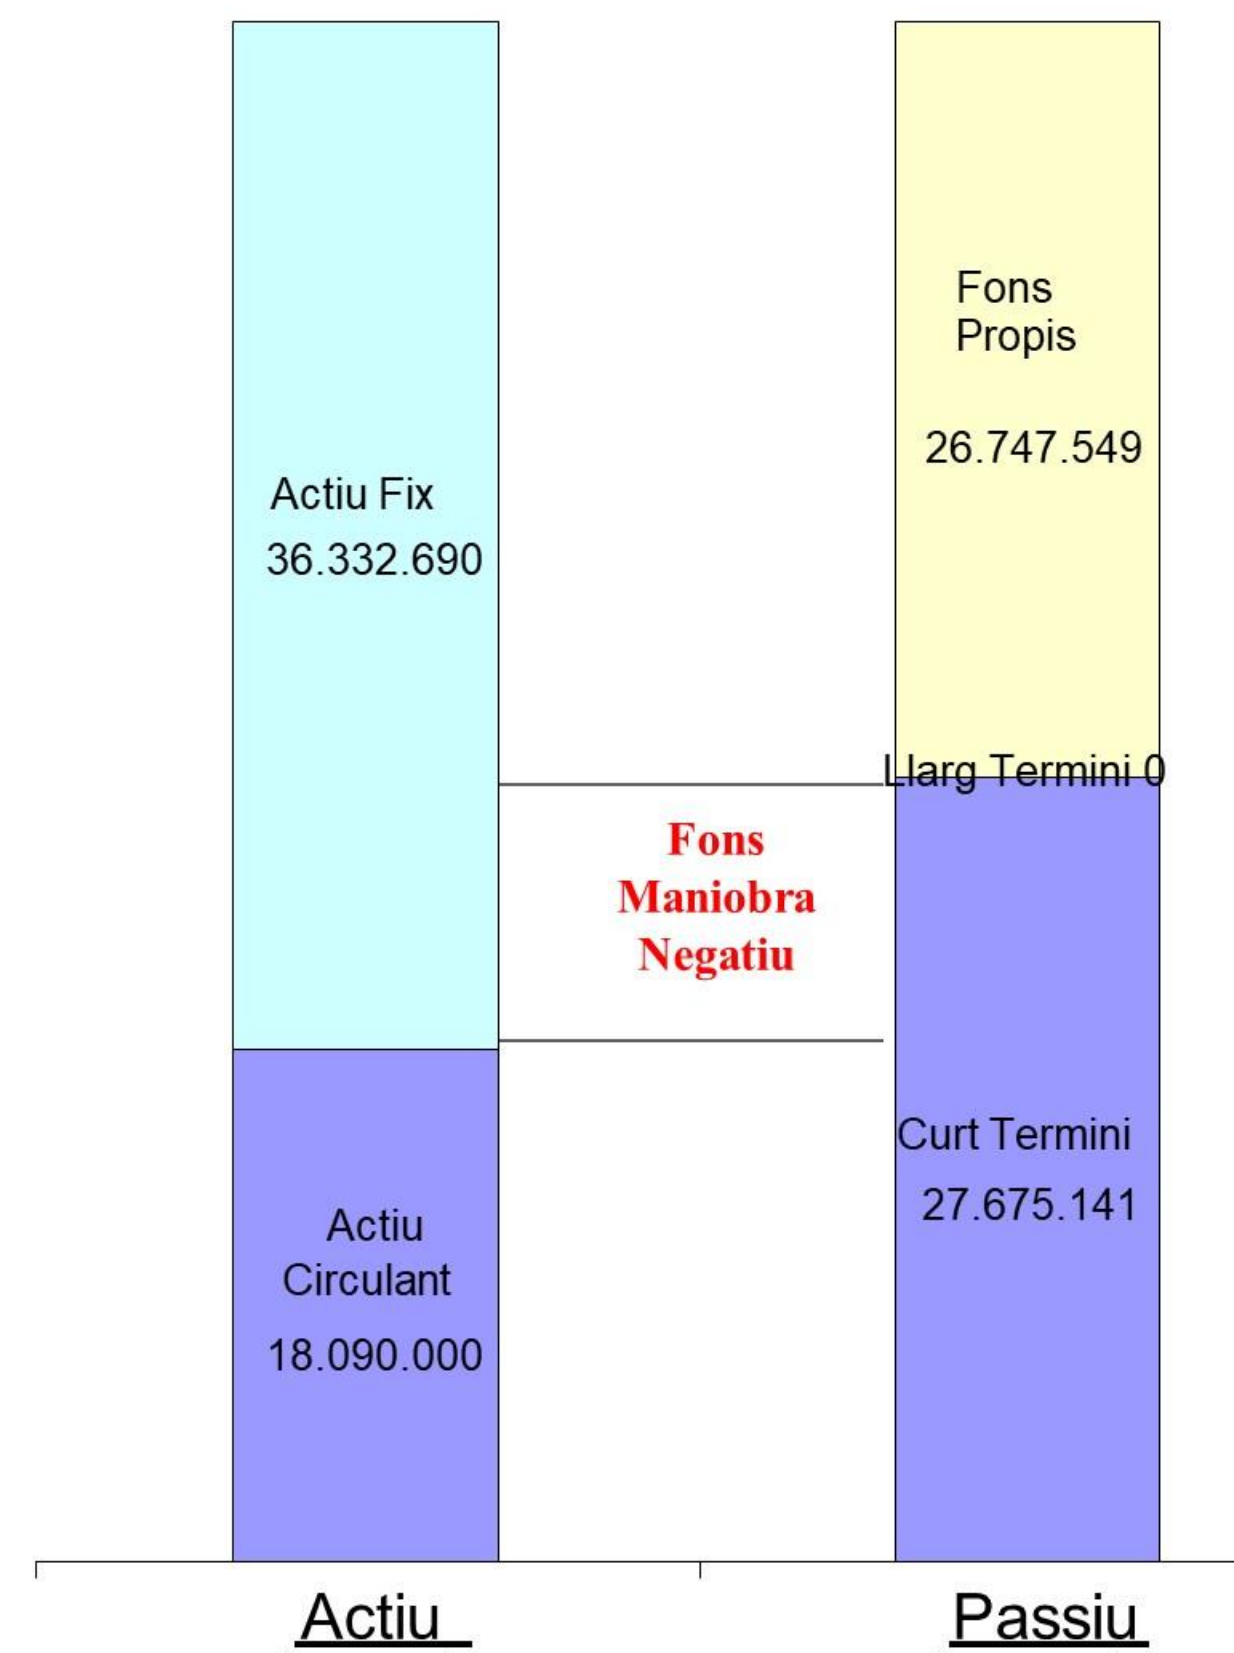 Actiu Fix
36.332.690
Actiu
Circulant
18.090.000
Fons
Maniobra
Negatiu
Fons
Propis
26.747.549
Llarg Termini 0
Curt Termini
27.675.141
Actiu
Passiu